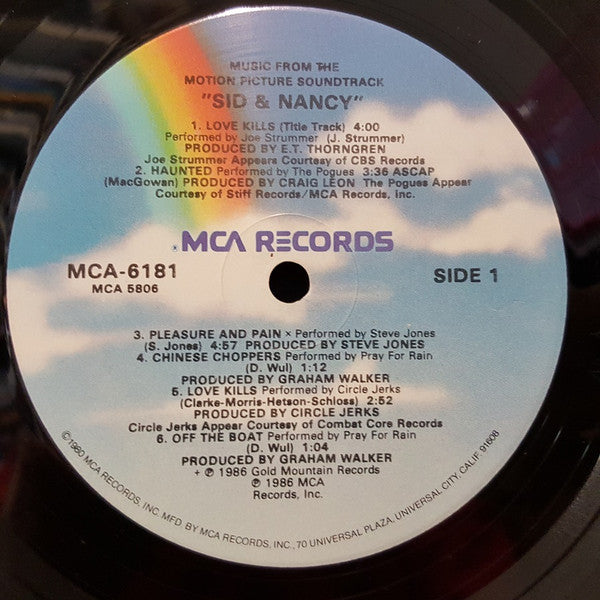 MUSIC FROM THE
MOTION PICTURE SOUNDTRACK
"SID & NANCY"
1. LOVE KILLS (Title Track) 4:00
Performed by Joe Strummer (J. Strummer)
PRODUCED BY E.T. THORNGREN
Joe Strummer Appears Courtesy of CBS Records
2. HAUNTED Performed by The Pogues 3:36 ASCAP
(MacGowan) PRODUCED BY CRAIG LEON The Pogues Appear
Courtesy of Stiff Records/MCA Records, Inc.
MCA RECORDS
MCA-6181
MCA 5806
SIDE 1
3. PLEASURE AND PAIN × Performed by Steve Jones
(S. Jones) 4:57 PRODUCED BY STEVE JONES
4. CHINESE CHOPPERS Performed by Pray For Rain
(D. Wul) 1:12
PRODUCED BY GRAHAM WALKER
5. LOVE KILLS Performed by Circle Jerks
(Clarke-Morris-Hetson-Schloss) 2:52
PRODUCED BY CIRCLE JERKS
Circle Jerks Appear Courtesy of Combat Core Records
6. OFF THE BOAT Performed by Pray For Rain
(D. Wul) 1:04
PRODUCED BY GRAHAM WALKER
+ ℗ 1986 Gold Mountain Records
℗ 1986 MCA
Records, Inc.
©1980 MCA RECORDS, INC. MFD. BY MCA RECORDS, INC., 70 UNIVERSAL PLAZA, UNIVERSAL CITY, CALIF. 91608